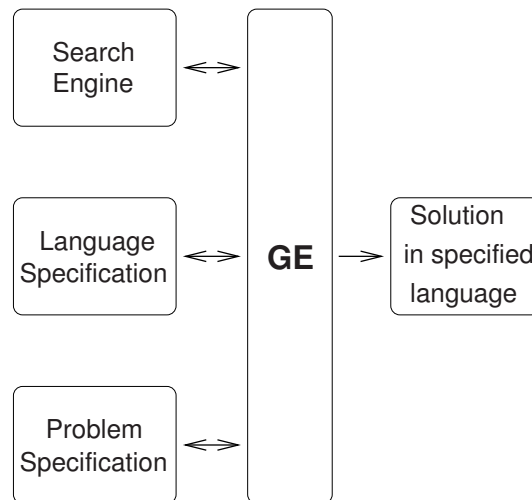 Search
Engine
Language
Specification
GE
Solution
in specified
language
Problem
Specification